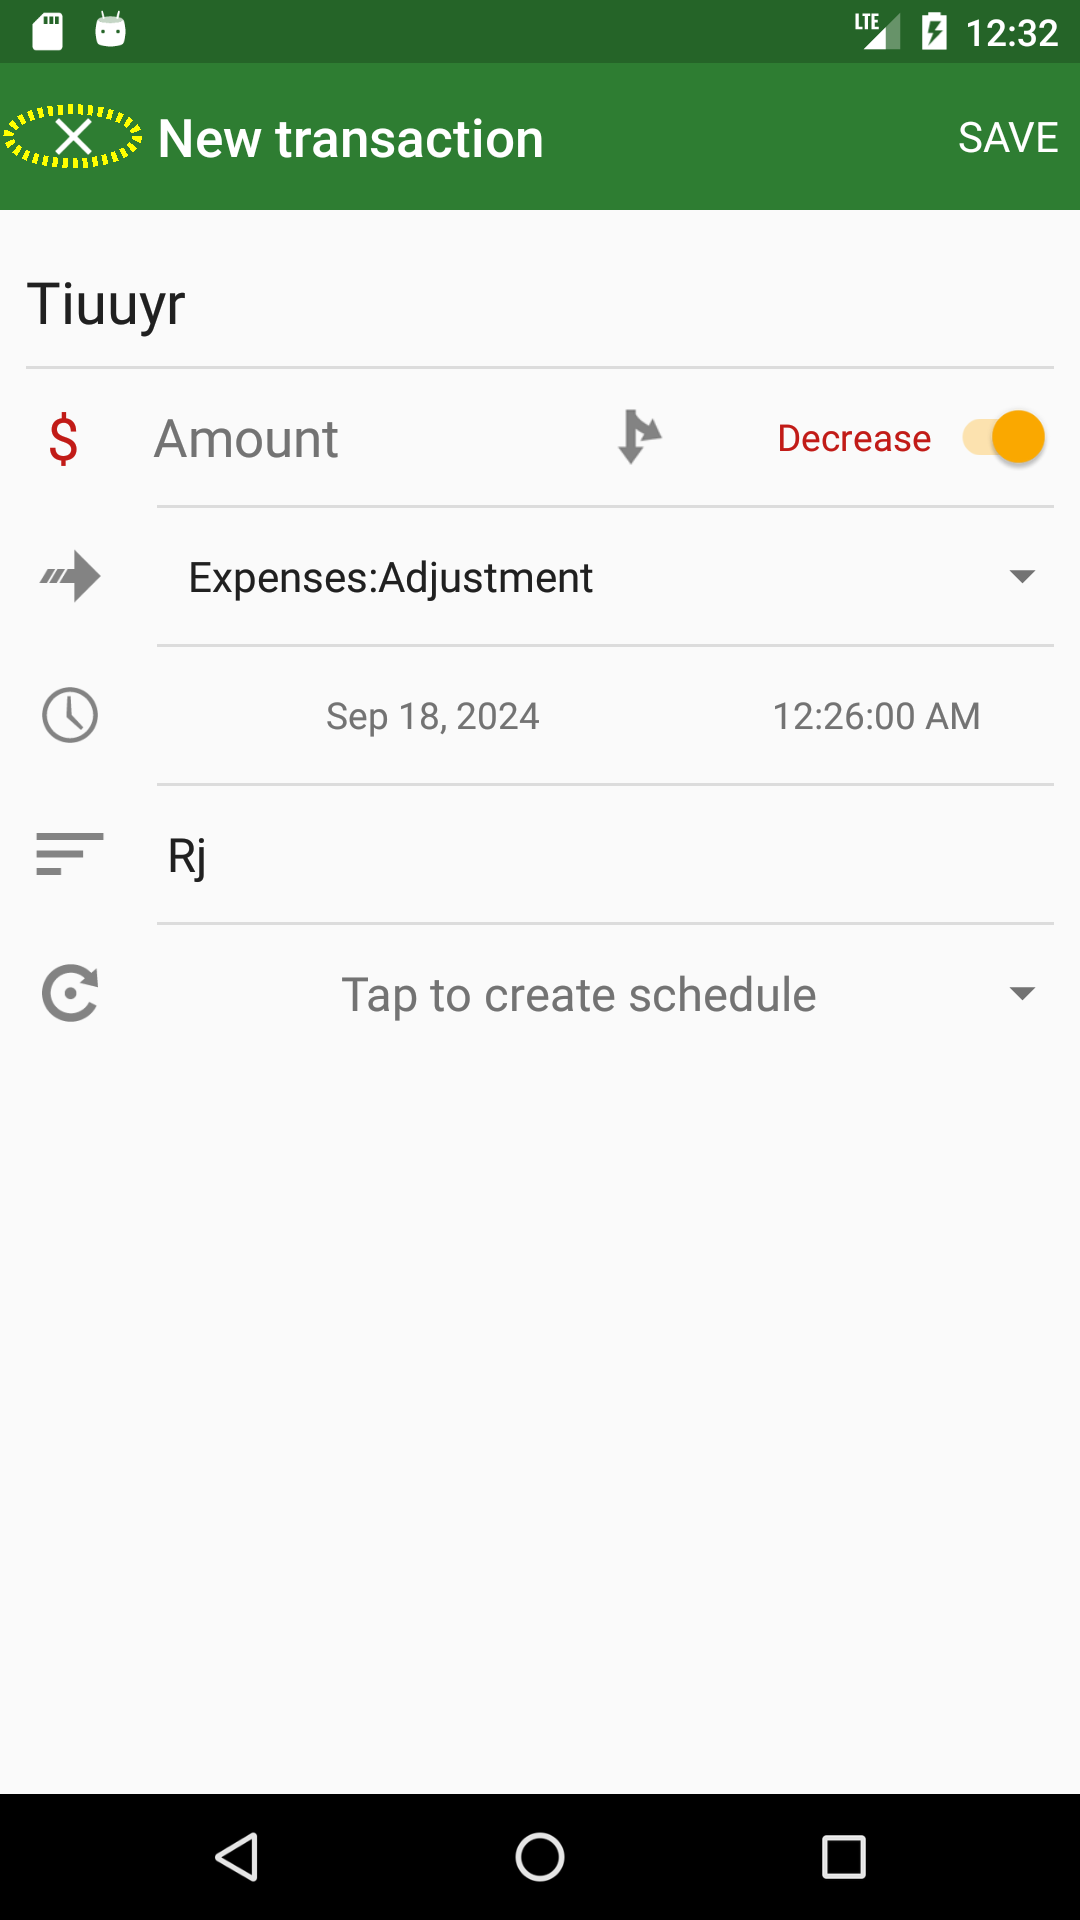 LTE 12:32
New transaction SAVE
Tiuuyr
$ Amount Decrease
Expenses:Adjustment
Sep 18, 2024 12:26:00 AM
Rj
Tap to create schedule